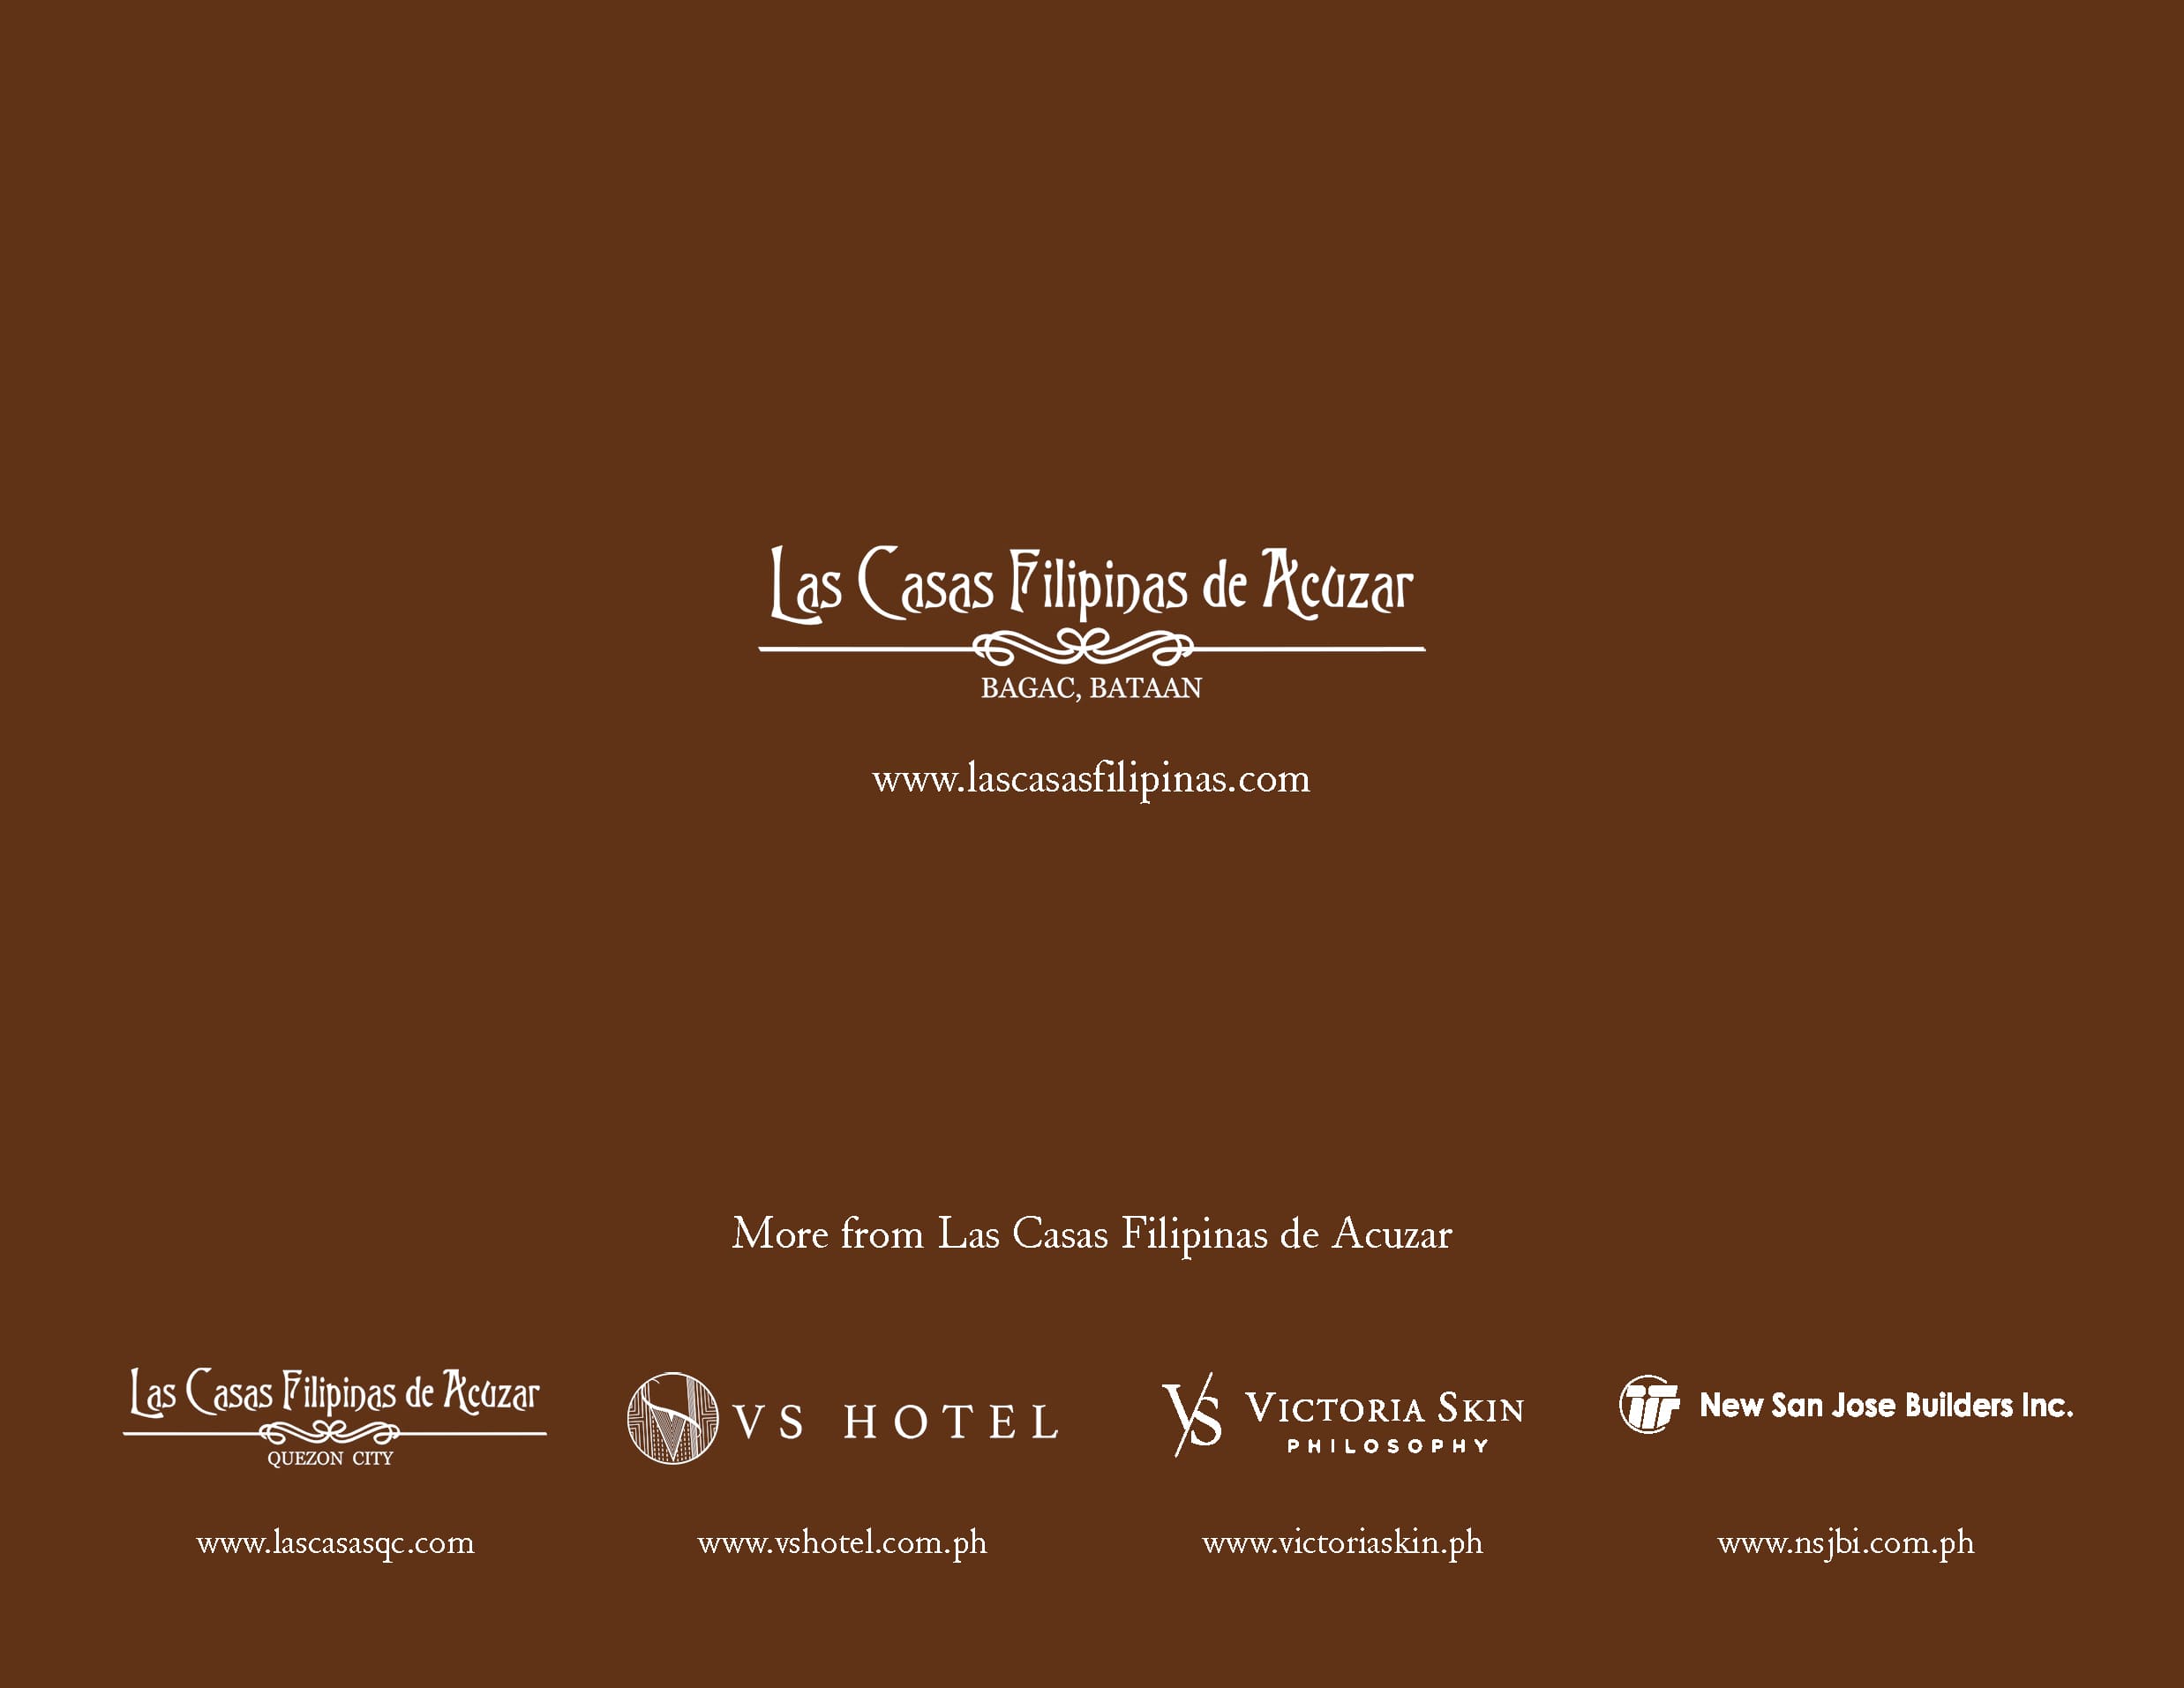 Las Casas Filipinas de Acuzar
BAGAC, BATAAN
www.lascasasfilipinas.com
More from Las Casas Filipinas de Acuzar
Las Casas Filipinas de Acuzar
QUEZON CITY
www.lascasasqc.com
VS HOTEL
www.vshotel.com.ph
VS
VICTORIA SKIN
PHILOSOPHY
www.victoriaskin.ph
New San Jose Builders Inc.
www.nsjbi.com.ph